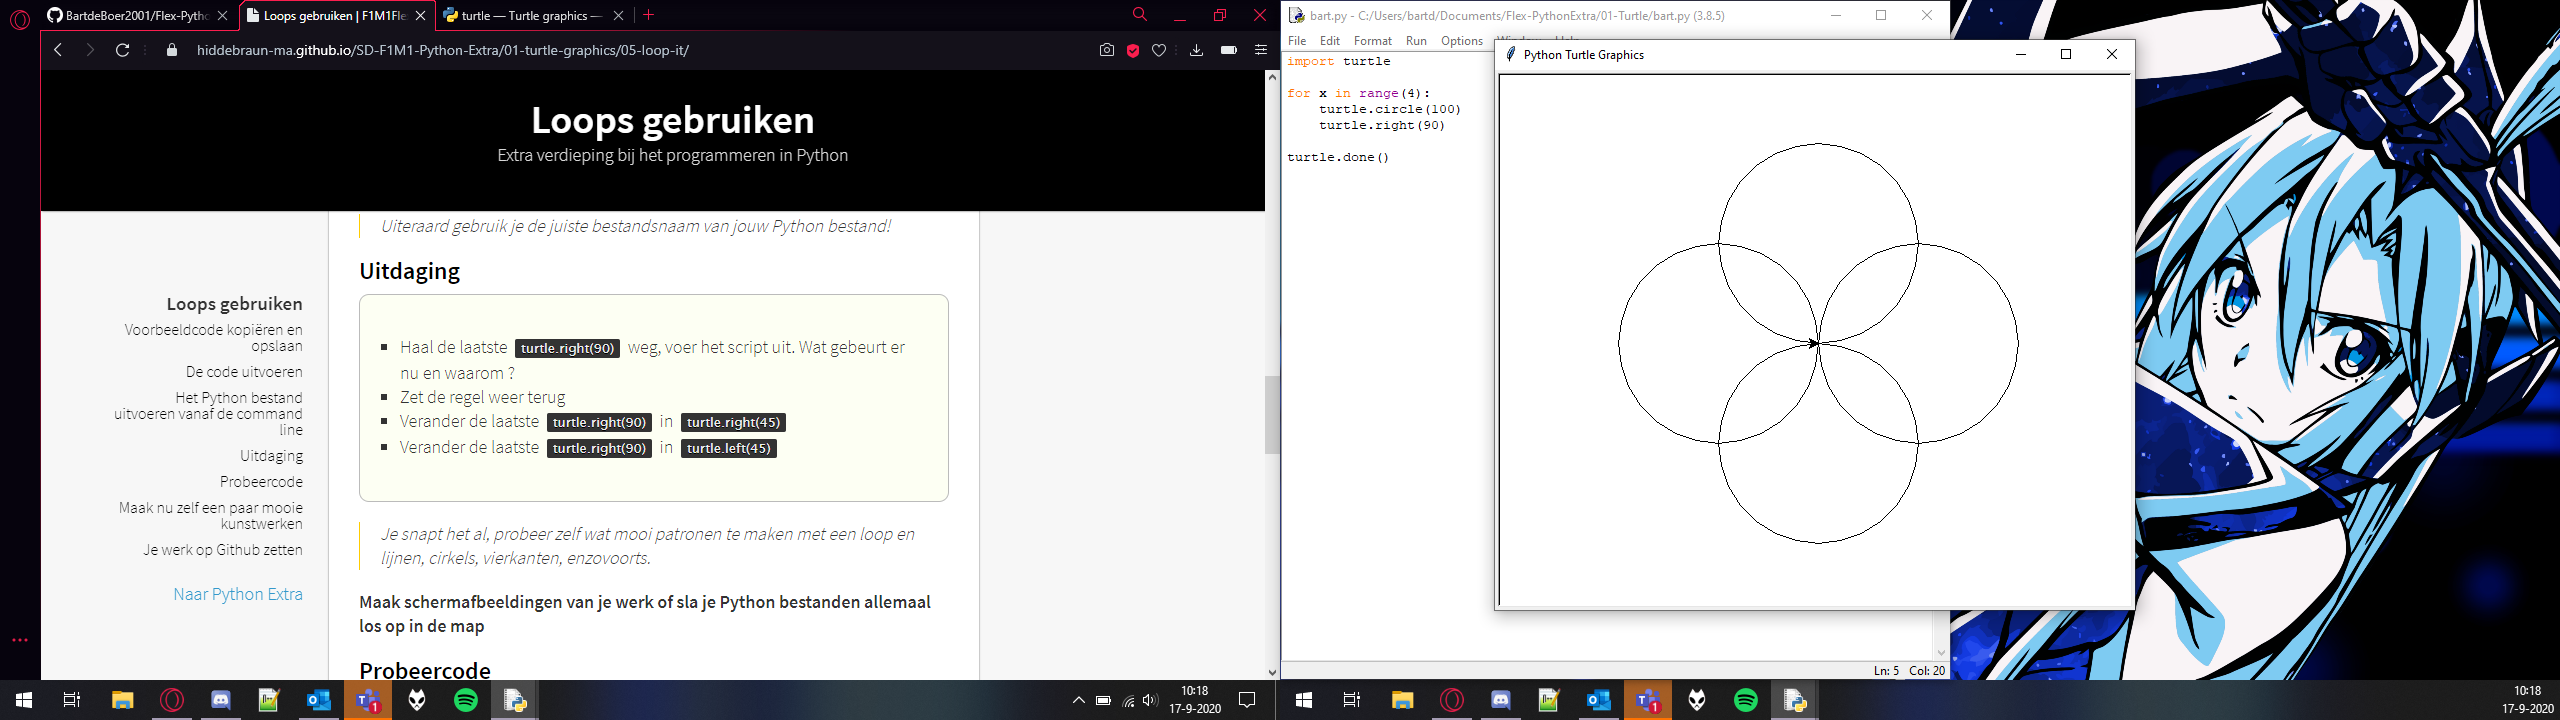 BartdeBoer2001/Flex-Pytho
Loops gebruiken | F1M1Fle
turtle — Turtle graphics —
hiddebraun-ma.github.io/SD-F1M1-Python-Extra/01-turtle-graphics/05-loop-it/
Loops gebruiken
Extra verdieping bij het programmeren in Python
Loops gebruiken
Voorbeeldcode kopiëren en
opslaan
De code uitvoeren
Het Python bestand
uitvoeren vanaf de command
line
Uitdaging
Probeercode
Maak nu zelf een paar mooie
kunstwerken
Je werk op Github zetten
Naar Python Extra
Uiteraard gebruik je de juiste bestandsnaam van jouw Python bestand!
Uitdaging
Haal de laatste turtle.right(90) weg, voer het script uit. Wat gebeurt er
nu en waarom ?
Zet de regel weer terug
Verander de laatste turtle.right(90) in turtle.right(45)
Verander de laatste turtle.right(90) in turtle.left(45)
Je snapt het al, probeer zelf wat mooi patronen te maken met een loop en
lijnen, cirkels, vierkanten, enzovoorts.
Maak schermafbeeldingen van je werk of sla je Python bestanden allemaal
los op in de map
Probeercode
bart.py - C:/Users/bartd/Documents/Flex-PythonExtra/01-Turtle/bart.py (3.8.5)
File Edit Format Run Options
import turtle
for x in range(4):
turtle.circle(100)
turtle.right(90)
turtle.done()
Python Turtle Graphics
Ln: 5 Col: 20
10:18
17-9-2020
10:18
17-9-2020